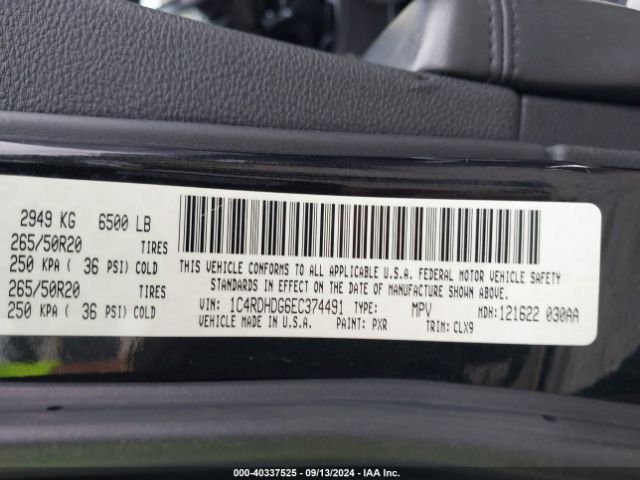 2949 KG 6500 LB
265/50R20 TIRES
250 KPA ( 36 PSI) COLD
265/50R20 TIRES
250 KPA ( 36 PSI) COLD
THIS VEHICLE CONFORMS TO ALL APPLICABLE U.S.A. FEDERAL MOTOR VEHICLE SAFETY
STANDARDS IN EFFECT ON THE DATE OF MANUFACTURE SHOWN ABOVE.
VIN: 1C4RDHDG6EC374491 TYPE: MPV MDH: 121622 030AA
VEHICLE MADE IN U.S.A. PAINT: PXR TRIM: CLX9
© - 40337525 - 09/13/2024 - IAA Inc.